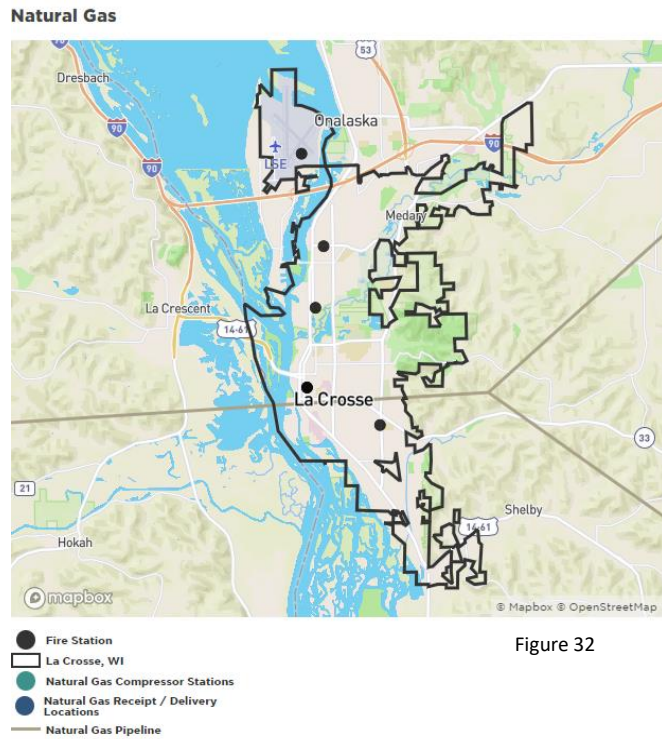 Natural Gas
90
53
Dresbach
90
Onalaska
LSE
90
90
Medary
La Crescent
14-61
La Crosse
33
21
Shelby
14-61
Hokah
mapbox
© Mapbox © OpenStreetMap
Fire Station
La Crosse, WI
Natural Gas Compressor Stations
Natural Gas Receipt / Delivery
Locations
Natural Gas Pipeline
Figure 32